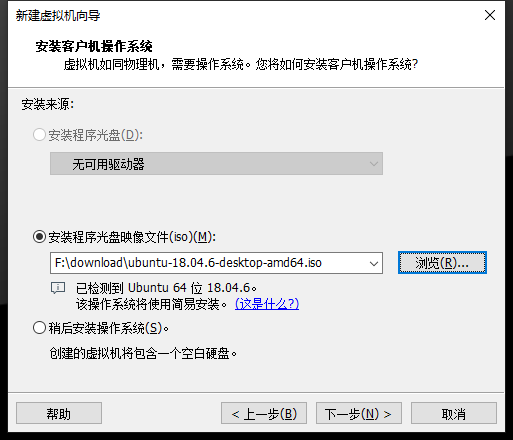 新建虚拟机向导
安装客户机操作系统
虚拟机如同物理机，需要操作系统。您将如何安装客户机操作系统?
安装来源:
安装程序光盘(D):
无可用驱动器
安装程序光盘映像文件(iso)(M):
F:\download\ubuntu-18.04.6-desktop-amd64.iso
浏览(R)...
已检测到 Ubuntu 64 位 18.04.6。
该操作系统将使用简易安装。 (这是什么?)
稍后安装操作系统(S)。
创建的虚拟机将包含一个空白硬盘。
帮助
< 上一步(B)
下一步(N) >
取消